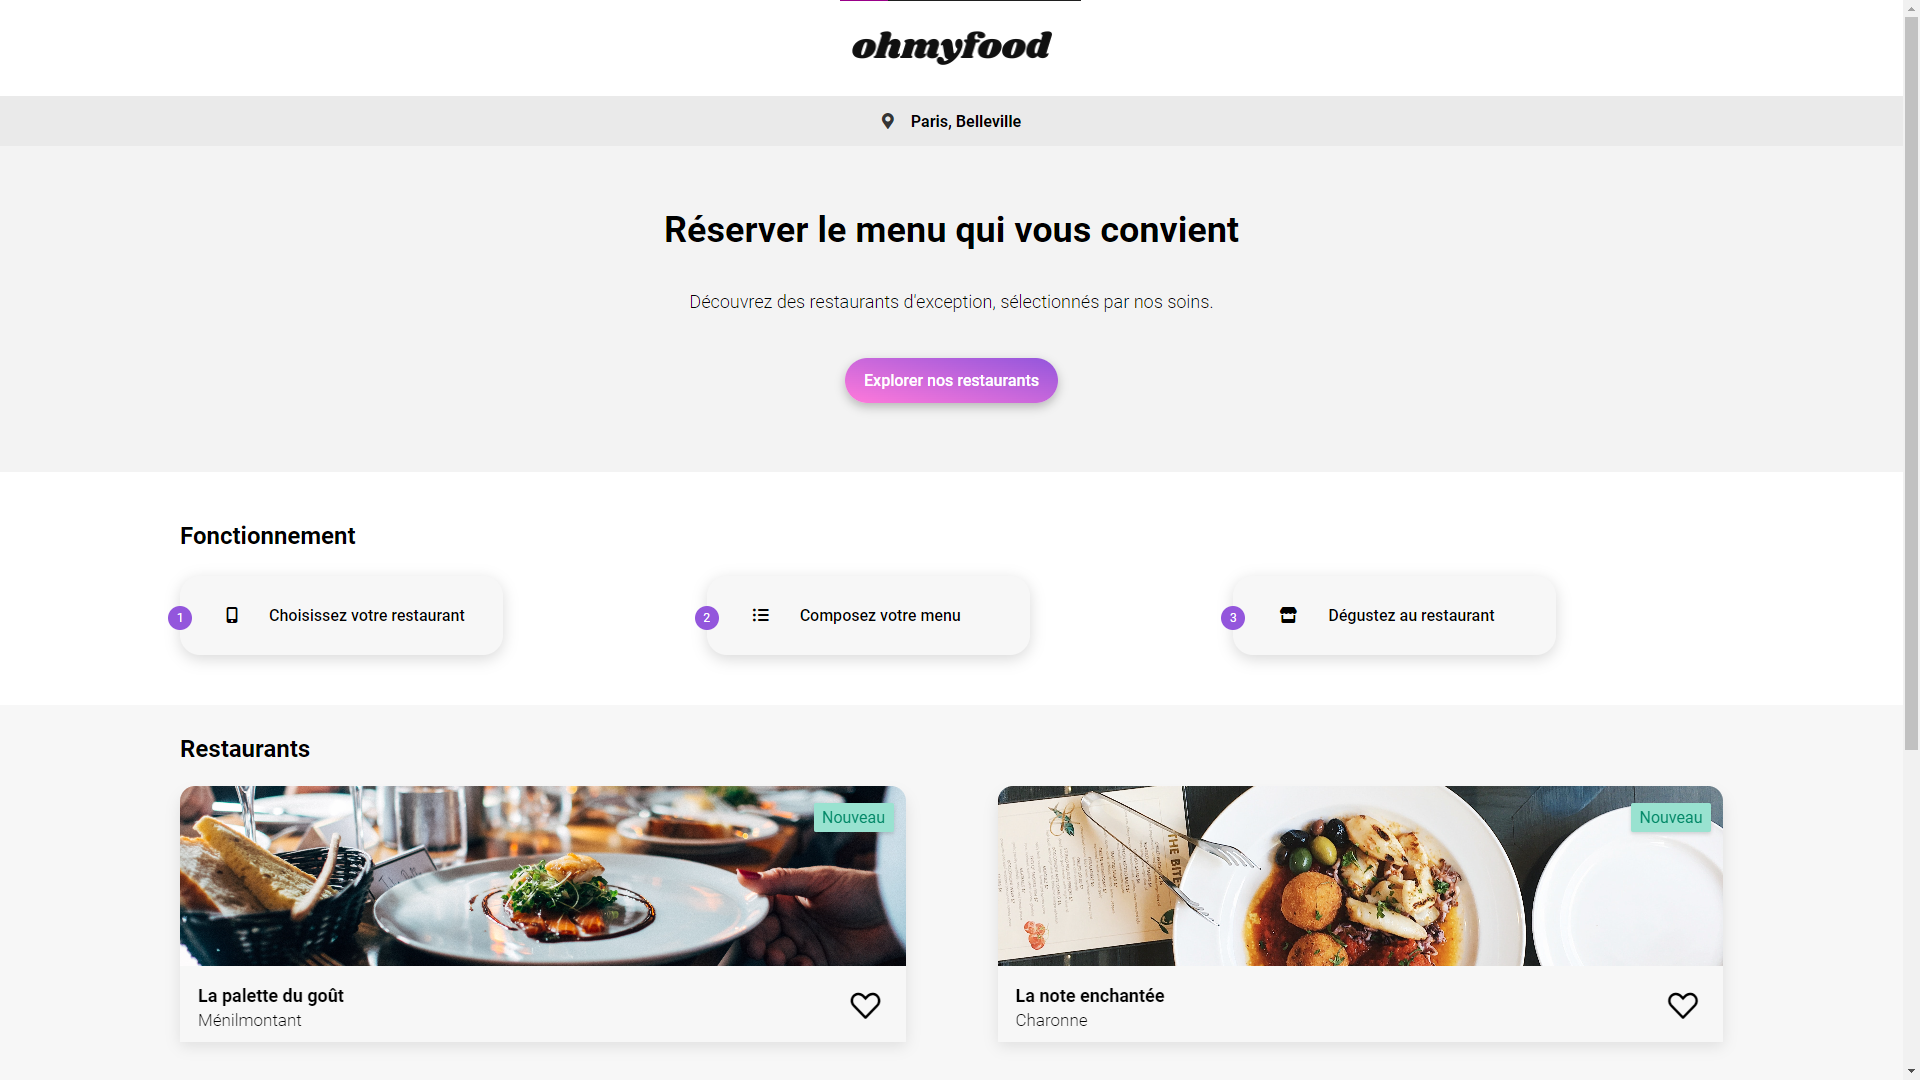 ohmyfood
Paris, Belleville
Réserver le menu qui vous convient
Découvrez des restaurants d'exception, sélectionnés par nos soins.
Explorer nos restaurants
Fonctionnement
1 Choisissez votre restaurant
2 Composez votre menu
3 Dégustez au restaurant
Restaurants
Nouveau
THE BITE
La palette du goût
Ménilmontant
Nouveau
La note enchantée
Charonne